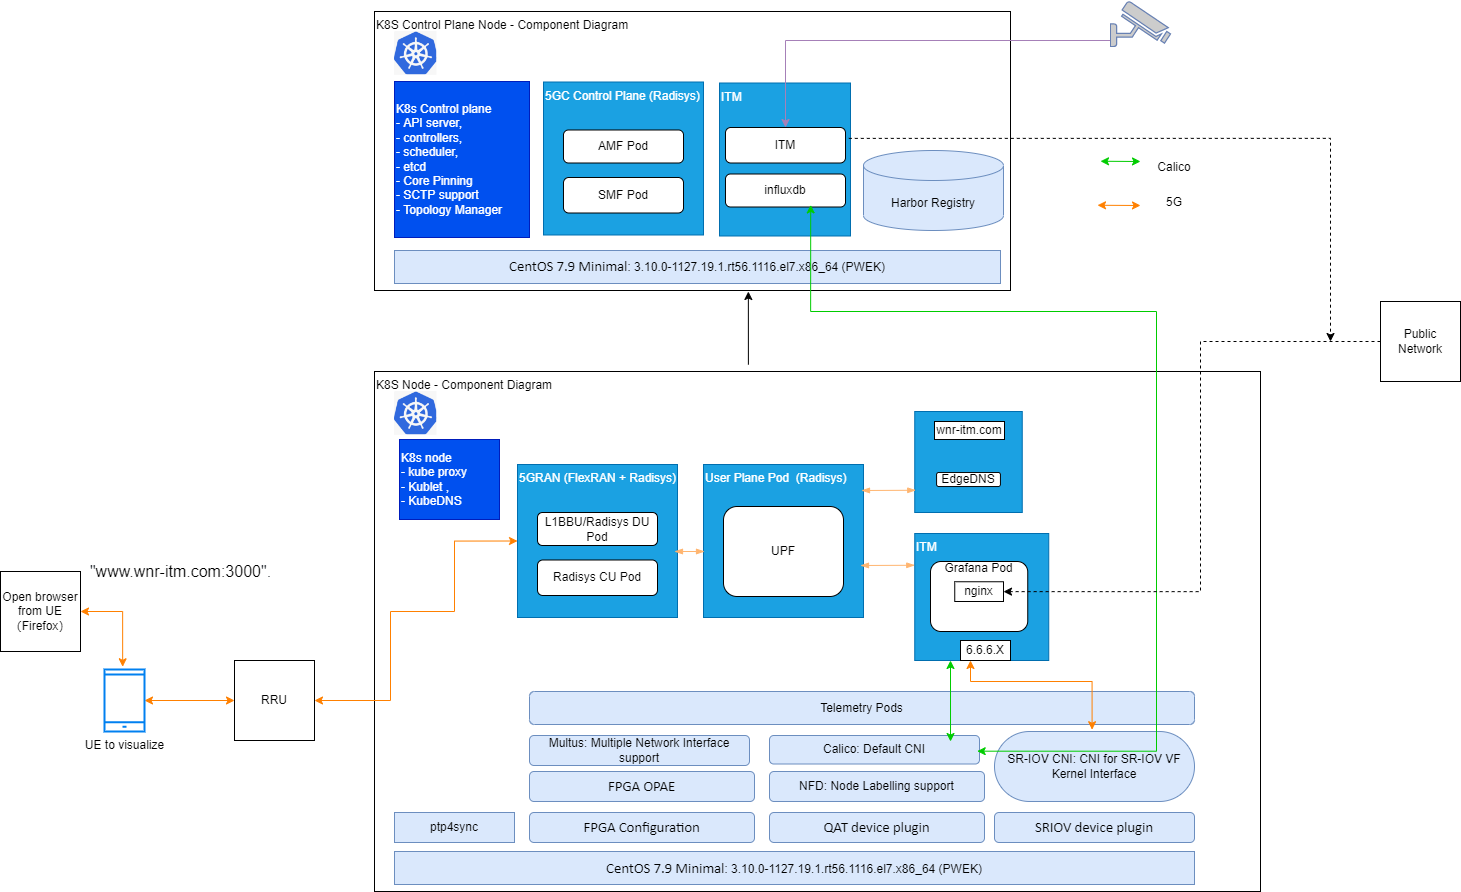 K8S Control Plane Node - Component Diagram
K8s Control plane
- API server,
- controllers,
- scheduler,
- etcd
- Core Pinning
- SCTP support
- Topology Manager
5GC Control Plane (Radisys)
AMF Pod
SMF Pod
ITM
ITM
influxdb
Harbor Registry
CentOS 7.9 Minimal: 3.10.0-1127.19.1.rt56.1116.el7.x86_64 (PWEK)
Calico
5G
Public
Network
K8S Node - Component Diagram
K8s node
- kube proxy
- Kublet ,
- KubeDNS
5GRAN (FlexRAN + Radisys)
L1BBU/Radisys DU
Pod
Radisys CU Pod
User Plane Pod (Radisys)
UPF
wnr-itm.com
EdgeDNS
ITM
Grafana Pod
nginx
6.6.6.X
"www.wnr-itm.com:3000".
Open browser
from UE
(Firefox)
UE to visualize
RRU
Telemetry Pods
Multus: Multiple Network Interface
support
Calico: Default CNI
SR-IOV CNI: CNI for SR-IOV VF
Kernel Interface
FPGA OPAE
NFD: Node Labelling support
ptp4sync
FPGA Configuration
QAT device plugin
SRIOV device plugin
CentOS 7.9 Minimal: 3.10.0-1127.19.1.rt56.1116.el7.x86_64 (PWEK)